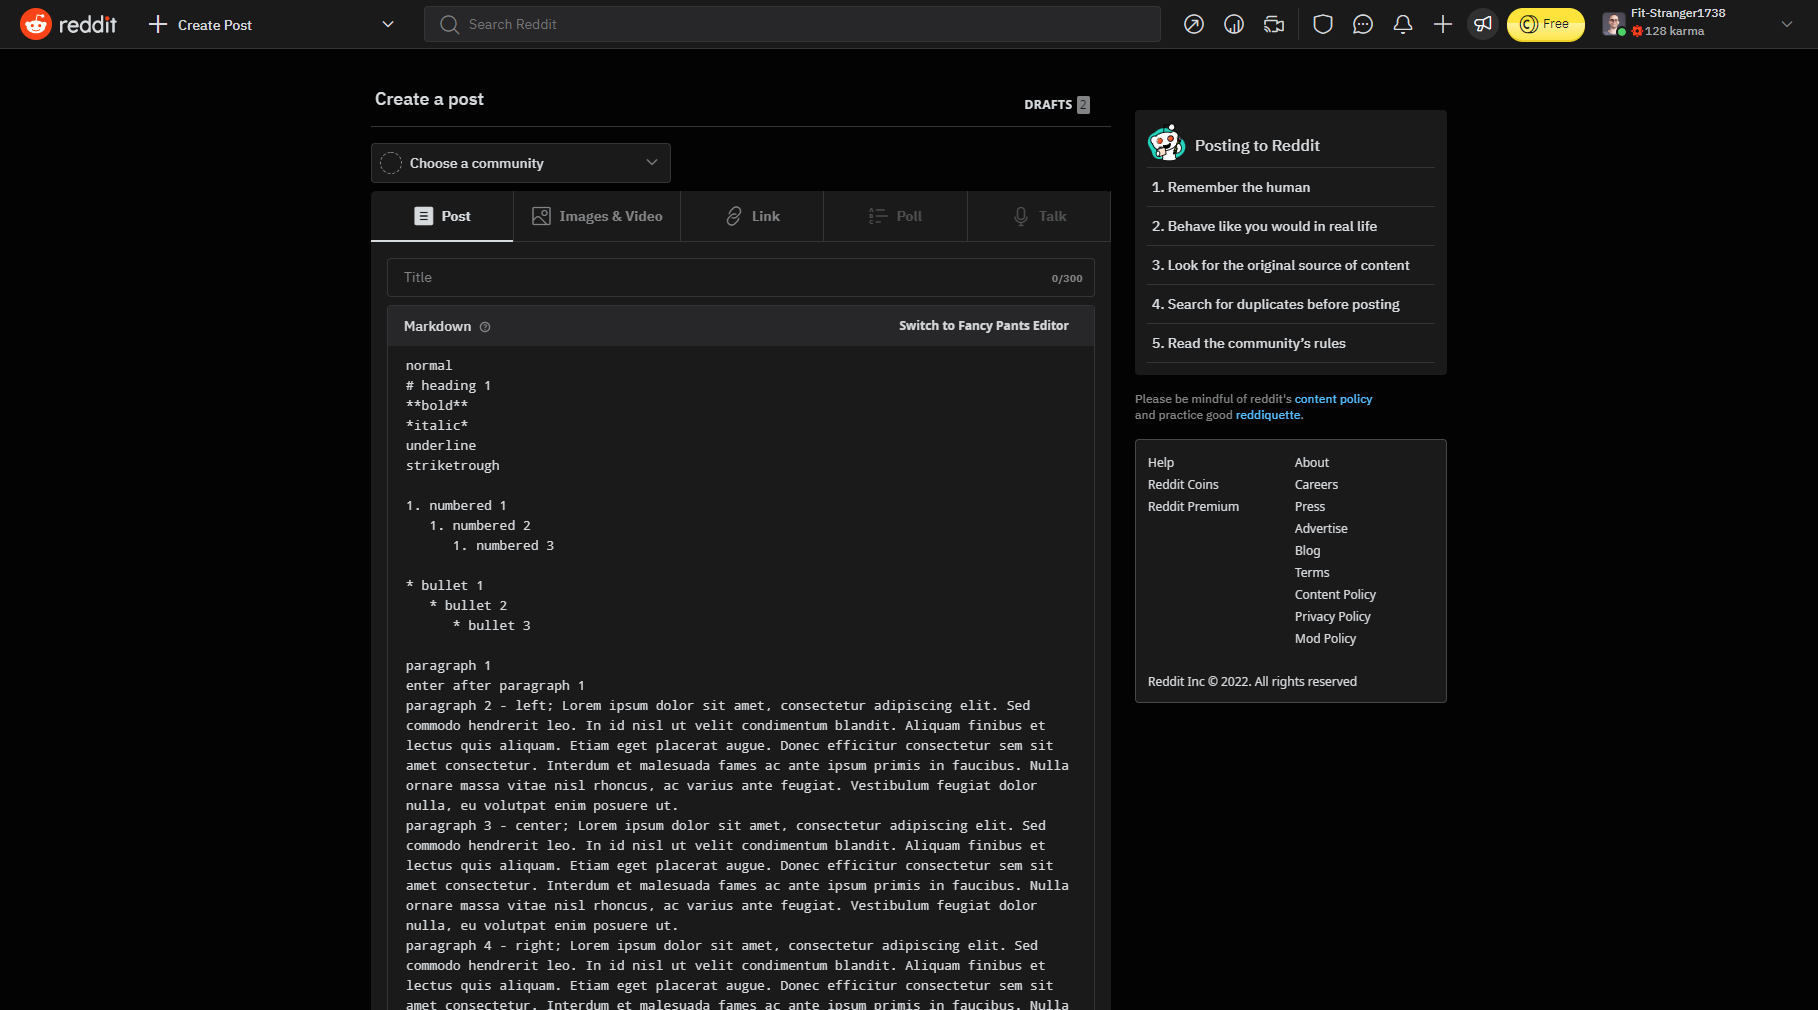 reddit
Create Post
Search Reddit
Free
Fit-Stranger1738
128 karma
Create a post
DRAFTS 2
Choose a community
Post
Images & Video
Link
Poll
Talk
Title
0/300
Markdown
Switch to Fancy Pants Editor
normal
# heading 1
**bold**
*italic*
underline
striketrough
1. numbered 1
1. numbered 2
1. numbered 3
* bullet 1
* bullet 2
* bullet 3
paragraph 1
enter after paragraph 1
paragraph 2 - left; Lorem ipsum dolor sit amet, consectetur adipiscing elit. Sed
commodo hendrerit leo. In id nisl ut velit condimentum blandit. Aliquam finibus et
lectus quis aliquam. Etiam eget placerat augue. Donec efficitur consectetur sem sit
amet consectetur. Interdum et malesuada fames ac ante ipsum primis in faucibus. Nulla
ornare massa vitae nisl rhoncus, ac varius ante feugiat. Vestibulum feugiat dolor
nulla, eu volutpat enim posuere ut.
paragraph 3 - center; Lorem ipsum dolor sit amet, consectetur adipiscing elit. Sed
commodo hendrerit leo. In id nisl ut velit condimentum blandit. Aliquam finibus et
lectus quis aliquam. Etiam eget placerat augue. Donec efficitur consectetur sem sit
amet consectetur. Interdum et malesuada fames ac ante ipsum primis in faucibus. Nulla
ornare massa vitae nisl rhoncus, ac varius ante feugiat. Vestibulum feugiat dolor
nulla, eu volutpat enim posuere ut.
paragraph 4 - right; Lorem ipsum dolor sit amet, consectetur adipiscing elit. Sed
commodo hendrerit leo. In id nisl ut velit condimentum blandit. Aliquam finibus et
lectus quis aliquam. Etiam eget placerat augue. Donec efficitur consectetur sem sit
amet consectetur. Interdum et malesuada fames ac ante ipsum primis in faucibus. Nulla
Posting to Reddit
1. Remember the human
2. Behave like you would in real life
3. Look for the original source of content
4. Search for duplicates before posting
5. Read the community’s rules
Please be mindful of reddit's content policy
and practice good reddiquette.
Help
Reddit Coins
Reddit Premium
About
Careers
Press
Advertise
Blog
Terms
Content Policy
Privacy Policy
Mod Policy
Reddit Inc © 2022. All rights reserved